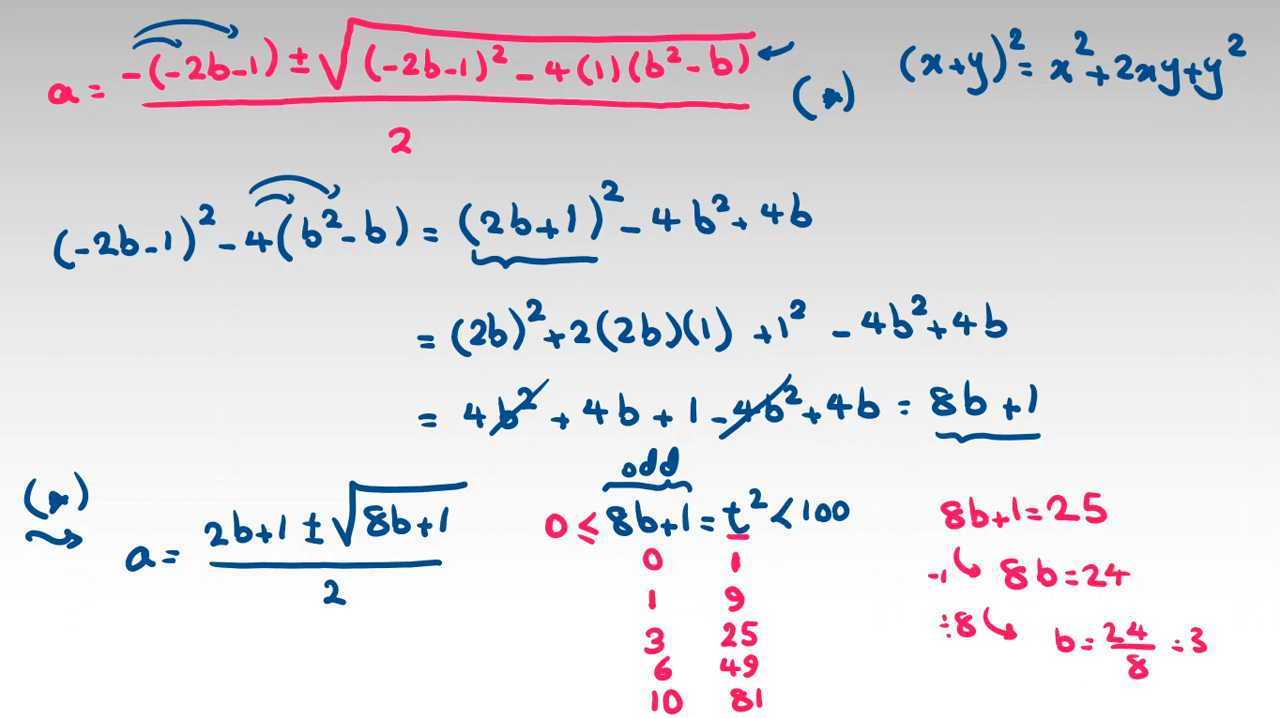 a = (-(-2b-1) ± √((-2b-1)² - 4(1)(b² - b))) / 2 (*)
(x+y)² = x² + 2xy + y²
(-2b-1)² - 4(b² - b) = (2b+1)² - 4b² + 4b
= (2b)² + 2(2b)(1) + 1² - 4b² + 4b
= 4b² + 4b + 1 - 4b² + 4b = 8b + 1
(*)
a = (2b+1 ± √(8b+1)) / 2
odd
0 ≤ 8b+1 = t² < 100
0 1
1 9
3 25
6 49
10 81
8b+1=25
-1 8b=24
÷8 b = 24/8 = 3